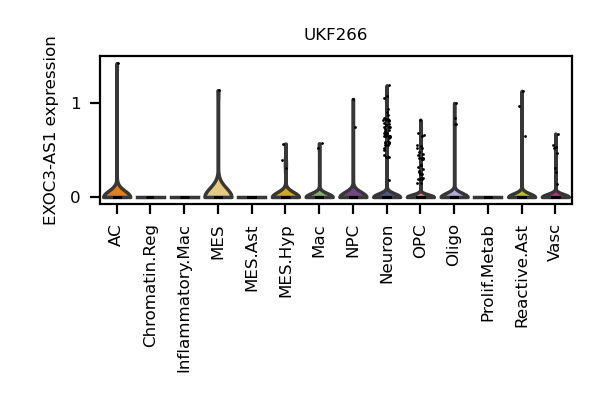 UKF266
EXOC3-AS1 expression
1
0
AC
Chromatin.Reg
Inflammatory.Mac
MES
MES.Ast
MES.Hyp
Mac
NPC
Neuron
OPC
Oligo
Prolif.Metab
Reactive.Ast
Vasc